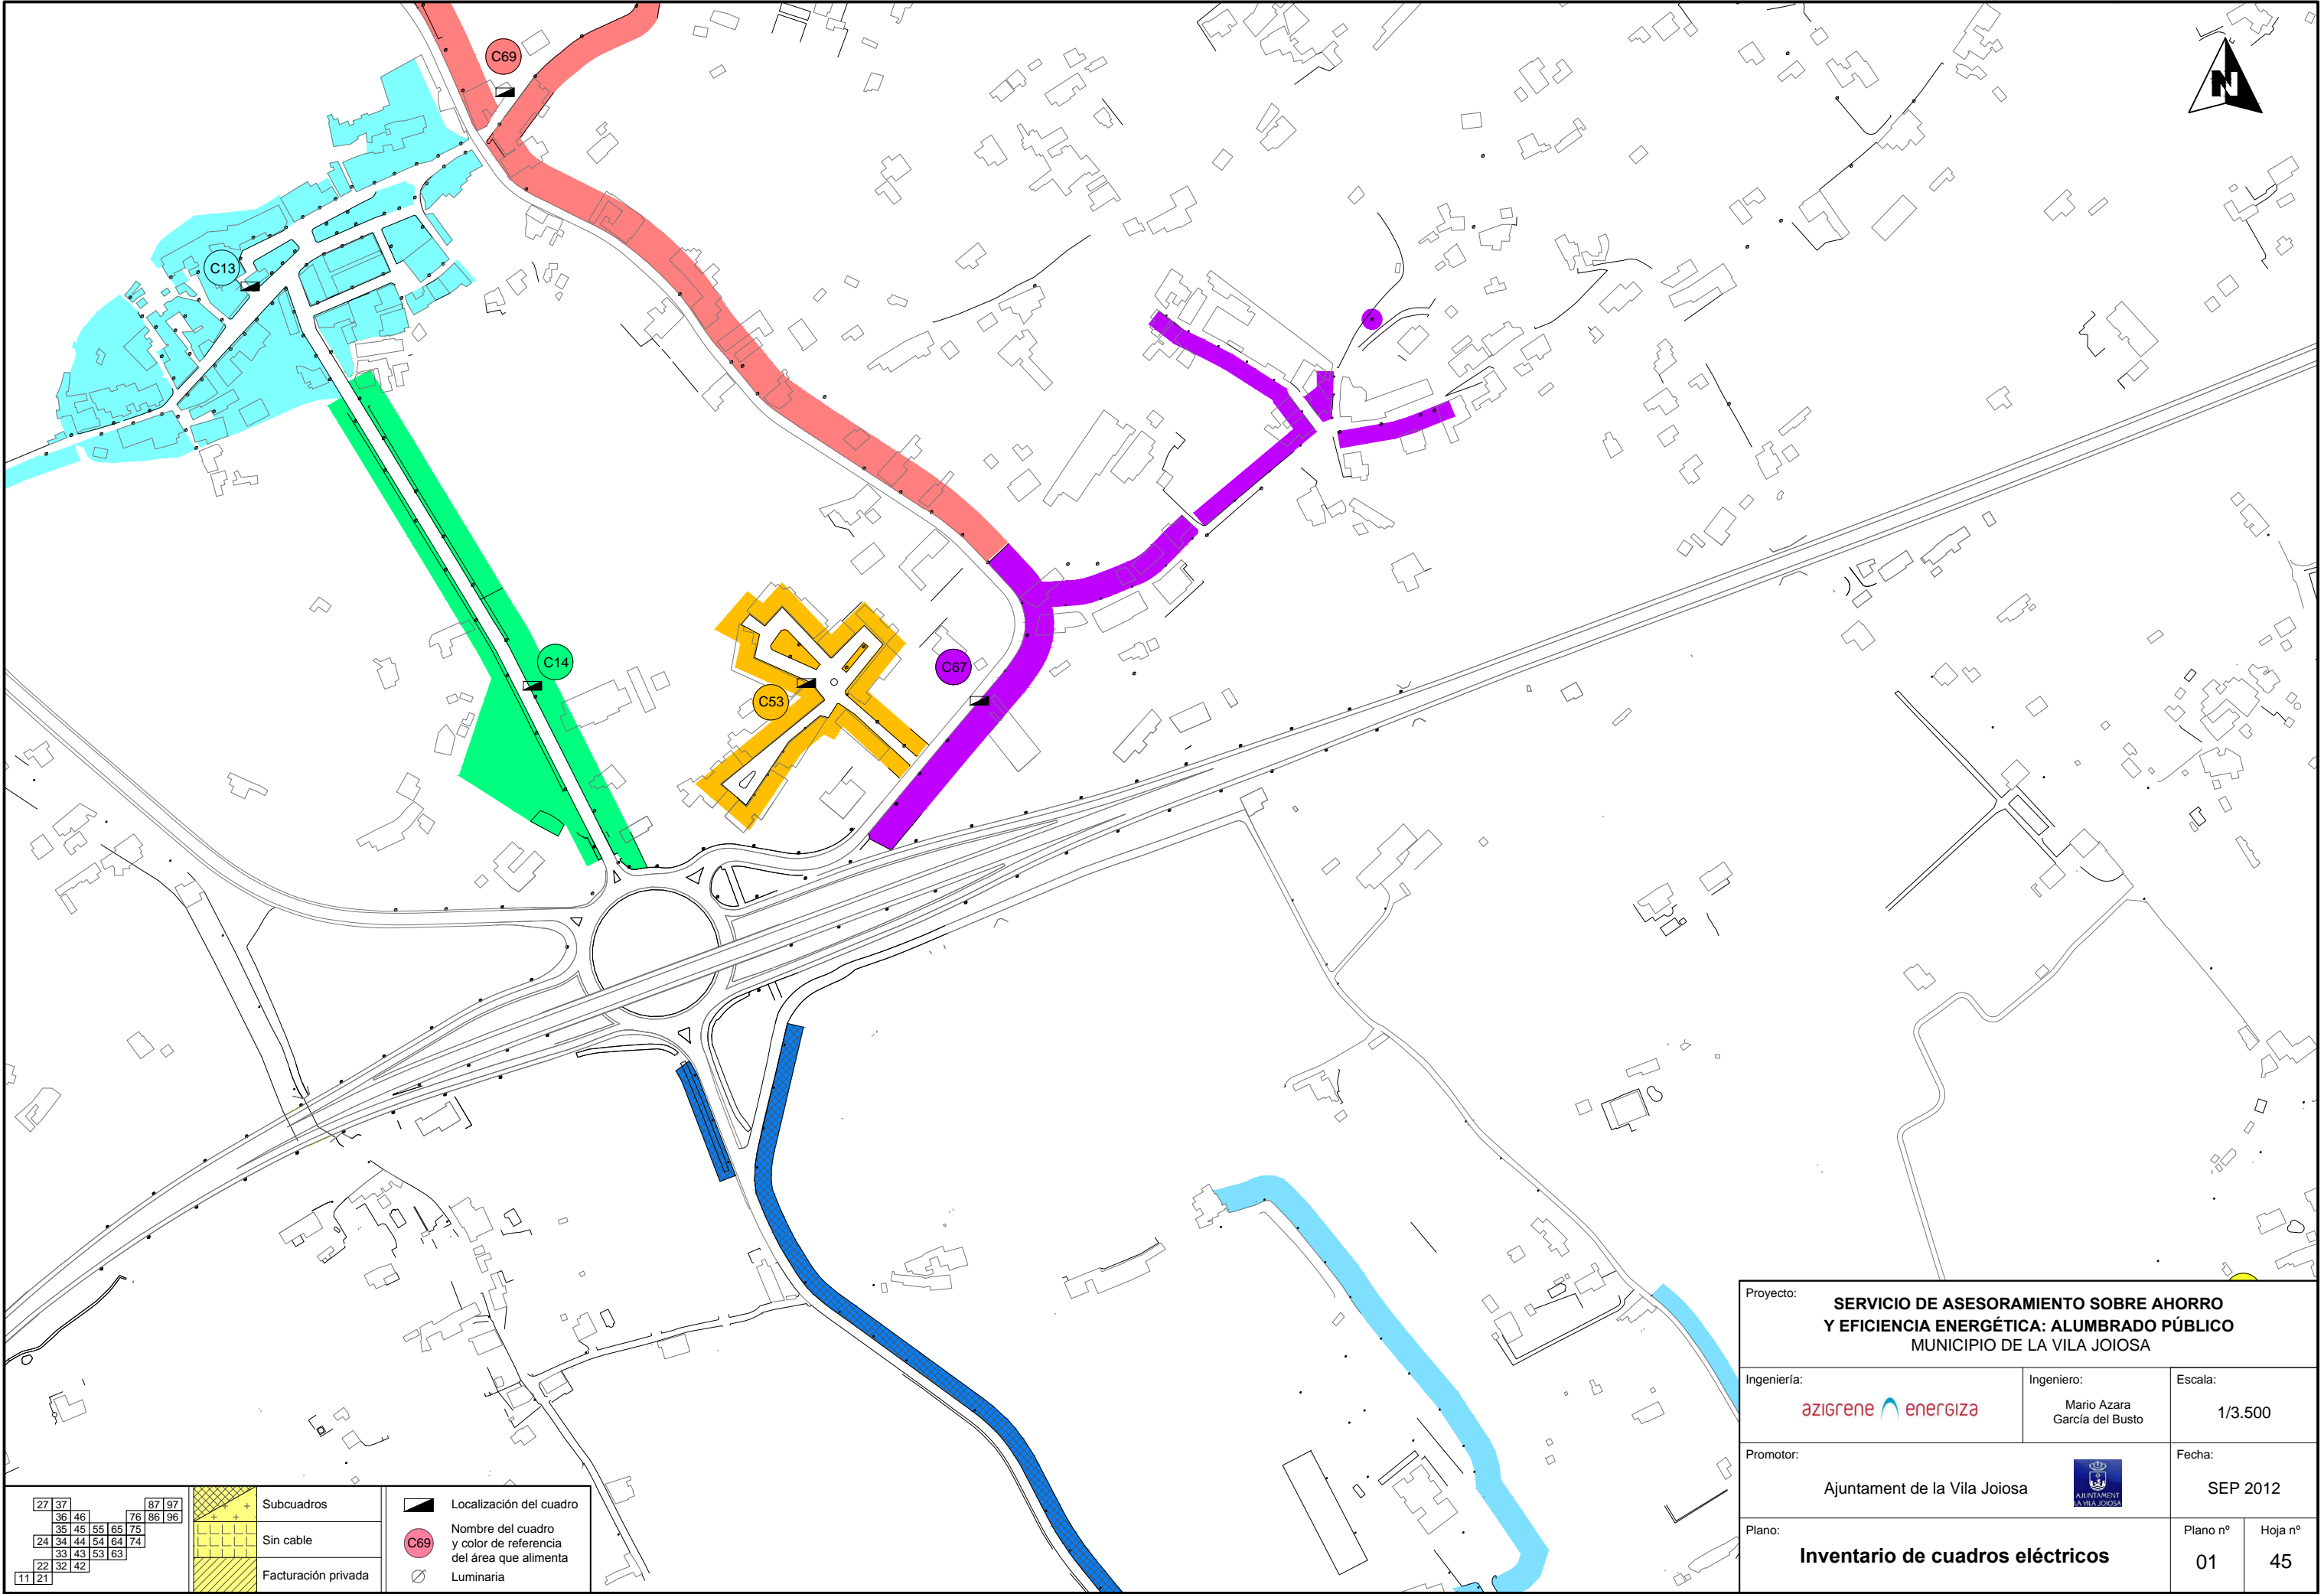 C69
N
C13
C14
C53
C67
27 37 87 97
36 46 76 86 96
35 45 55 65 75
24 34 44 54 64 74
33 43 53 63
22 32 42
11 21
Subcuadros
Sin cable
Facturación privada
Localización del cuadro
C69
Nombre del cuadro
y color de referencia
del área que alimenta
Luminaria
Proyecto:
SERVICIO DE ASESORAMIENTO SOBRE AHORRO
Y EFICIENCIA ENERGÉTICA: ALUMBRADO PÚBLICO
MUNICIPIO DE LA VILA JOIOSA
Ingeniería:
azigrene energiza
Ingeniero:
Mario Azara
García del Busto
Escala:
1/3.500
Promotor:
Ajuntament de la Vila Joiosa
AJUNTAMENT
LA VILA JOIOSA
Fecha:
SEP 2012
Plano:
Inventario de cuadros eléctricos
Plano nº
01
Hoja nº
45